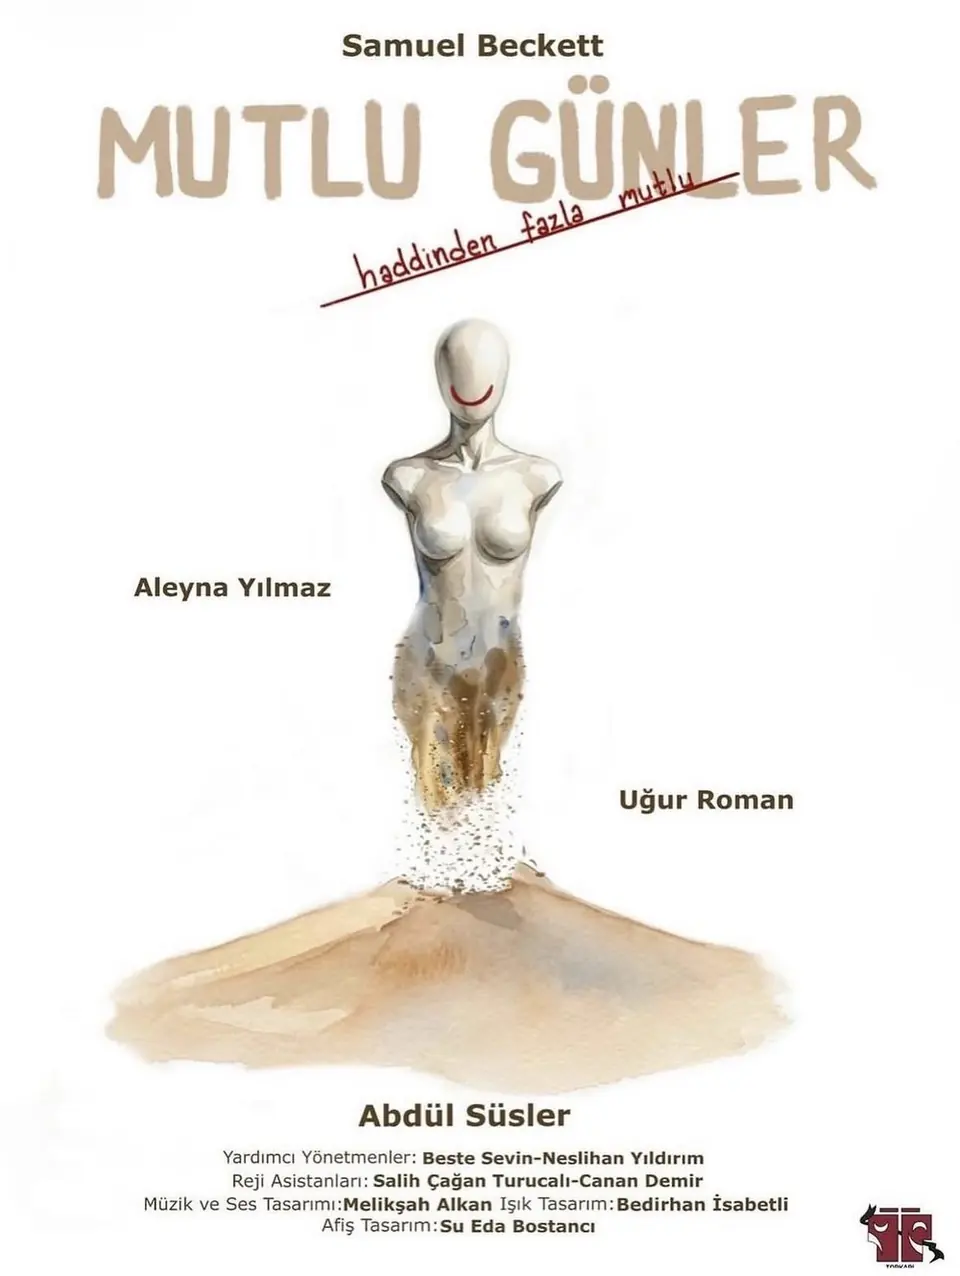 Samuel Beckett
MUTLU GÜNLER
haddinden fazla mutlu
Aleyna Yılmaz
Uğur Roman
Abdül Süsler
Yardımcı Yönetmenler: Beste Sevin-Neslihan Yıldırım
Reji Asistanları: Salih Çağan Turucalı-Canan Demir
Müzik ve Ses Tasarımı:Melikşah Alkan Işık Tasarım:Bedirhan İsabetli
Afiş Tasarım:Su Eda Bostancı